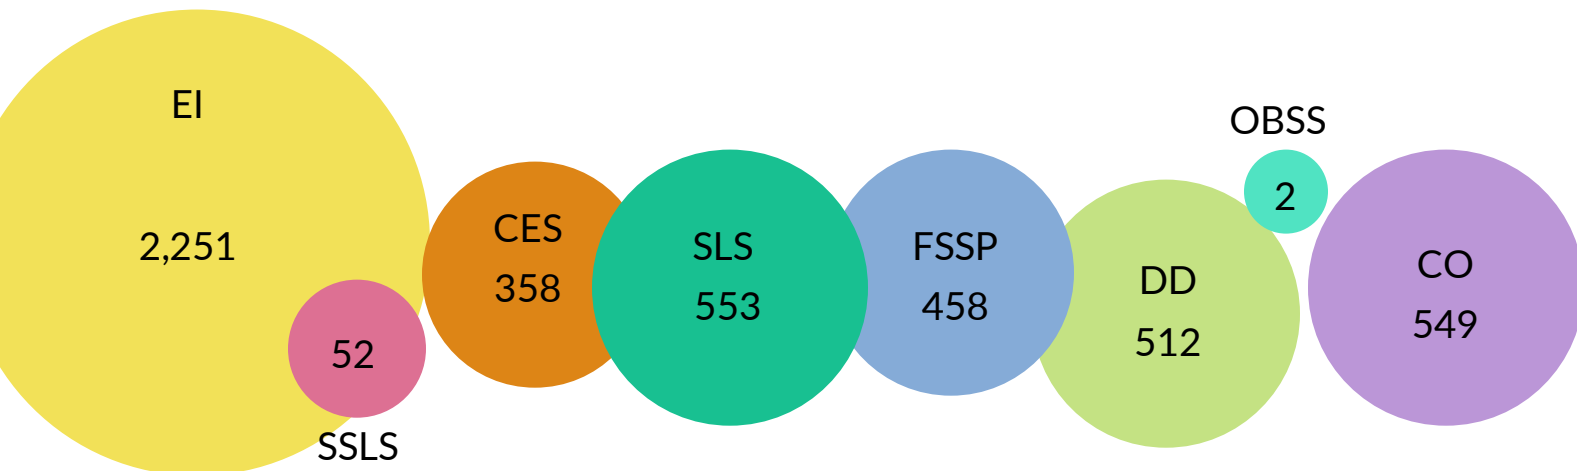 EI
2,251
52
SSLS
CES
358
SLS
553
FSSP
458
DD
512
OBSS
2
CO
549